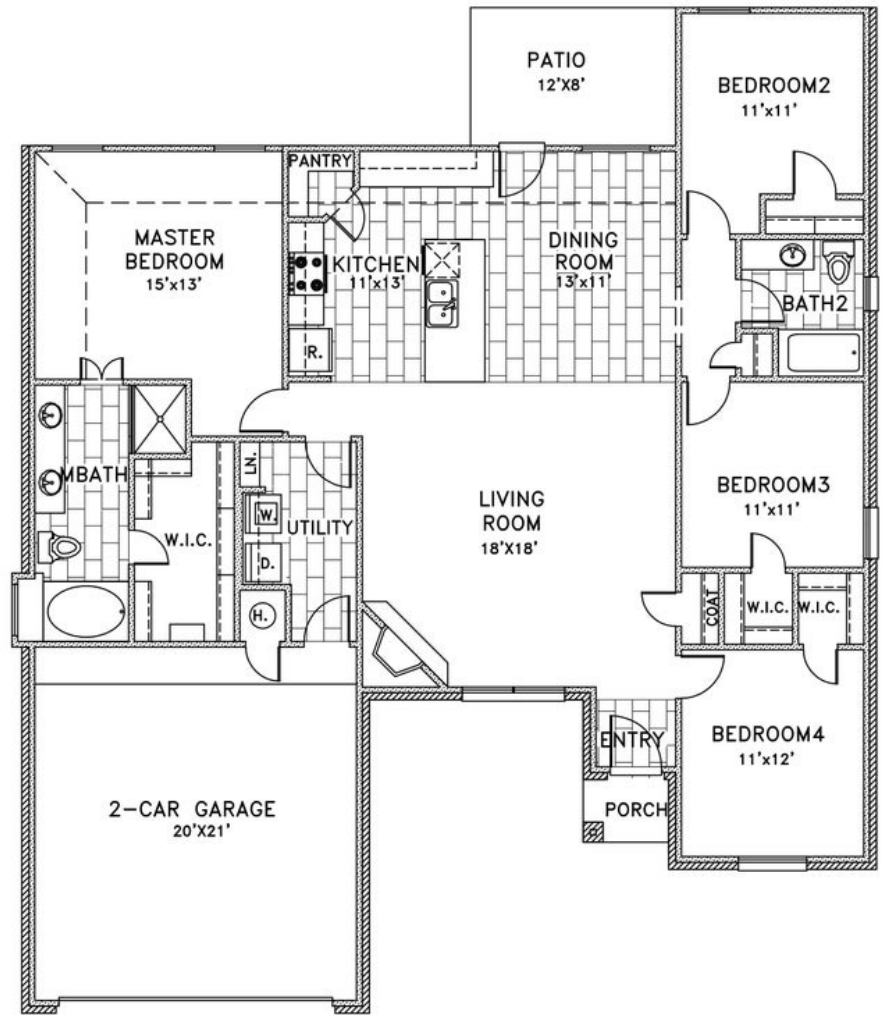 PATIO
12'X8'
BEDROOM2
11'x11'
PANTRY
MASTER
BEDROOM
15'x13'
KITCHEN
11'x13'
DINING
ROOM
13'x11'
BATH2
R.
MBATH
LN.
W.
UTILITY
W.I.C.
D.
LIVING
ROOM
18'X18'
BEDROOM3
11'x11'
H.
COAT
W.I.C.
W.I.C.
ENTRY
BEDROOM4
11'x12'
PORCH
2-CAR GARAGE
20'X21'